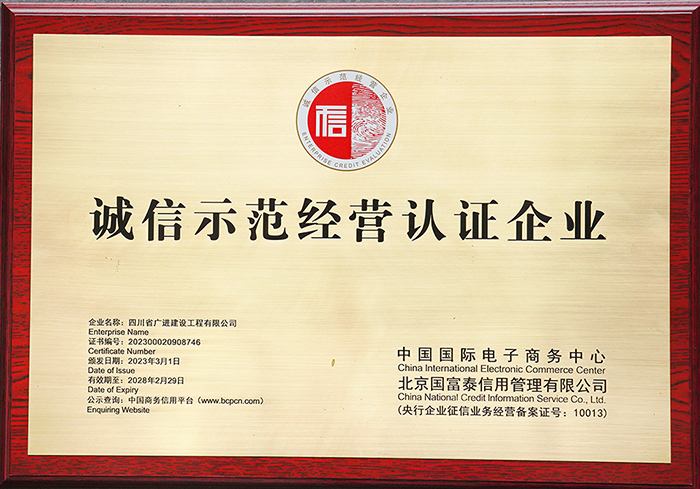 诚信示范经营企业
信
ENTERPRISE CREDIT EVALUATION
诚信示范经营认证企业
企业名称：四川省广进建设工程有限公司
Enterprise Name
证书编号：202300020908746
Certificate Number
颁发日期：2023年3月1日
Date of Issue
有效期至：2028年2月29日
Date of Expiry
公示查询：中国商务信用平台（www.bcpcn.com）
Enquiring Website
中国国际电子商务中心
China International Electronic Commerce Center
北京国富泰信用管理有限公司
China National Credit Information Service Co., Ltd.
(央行企业征信业务经营备案证号：10013)